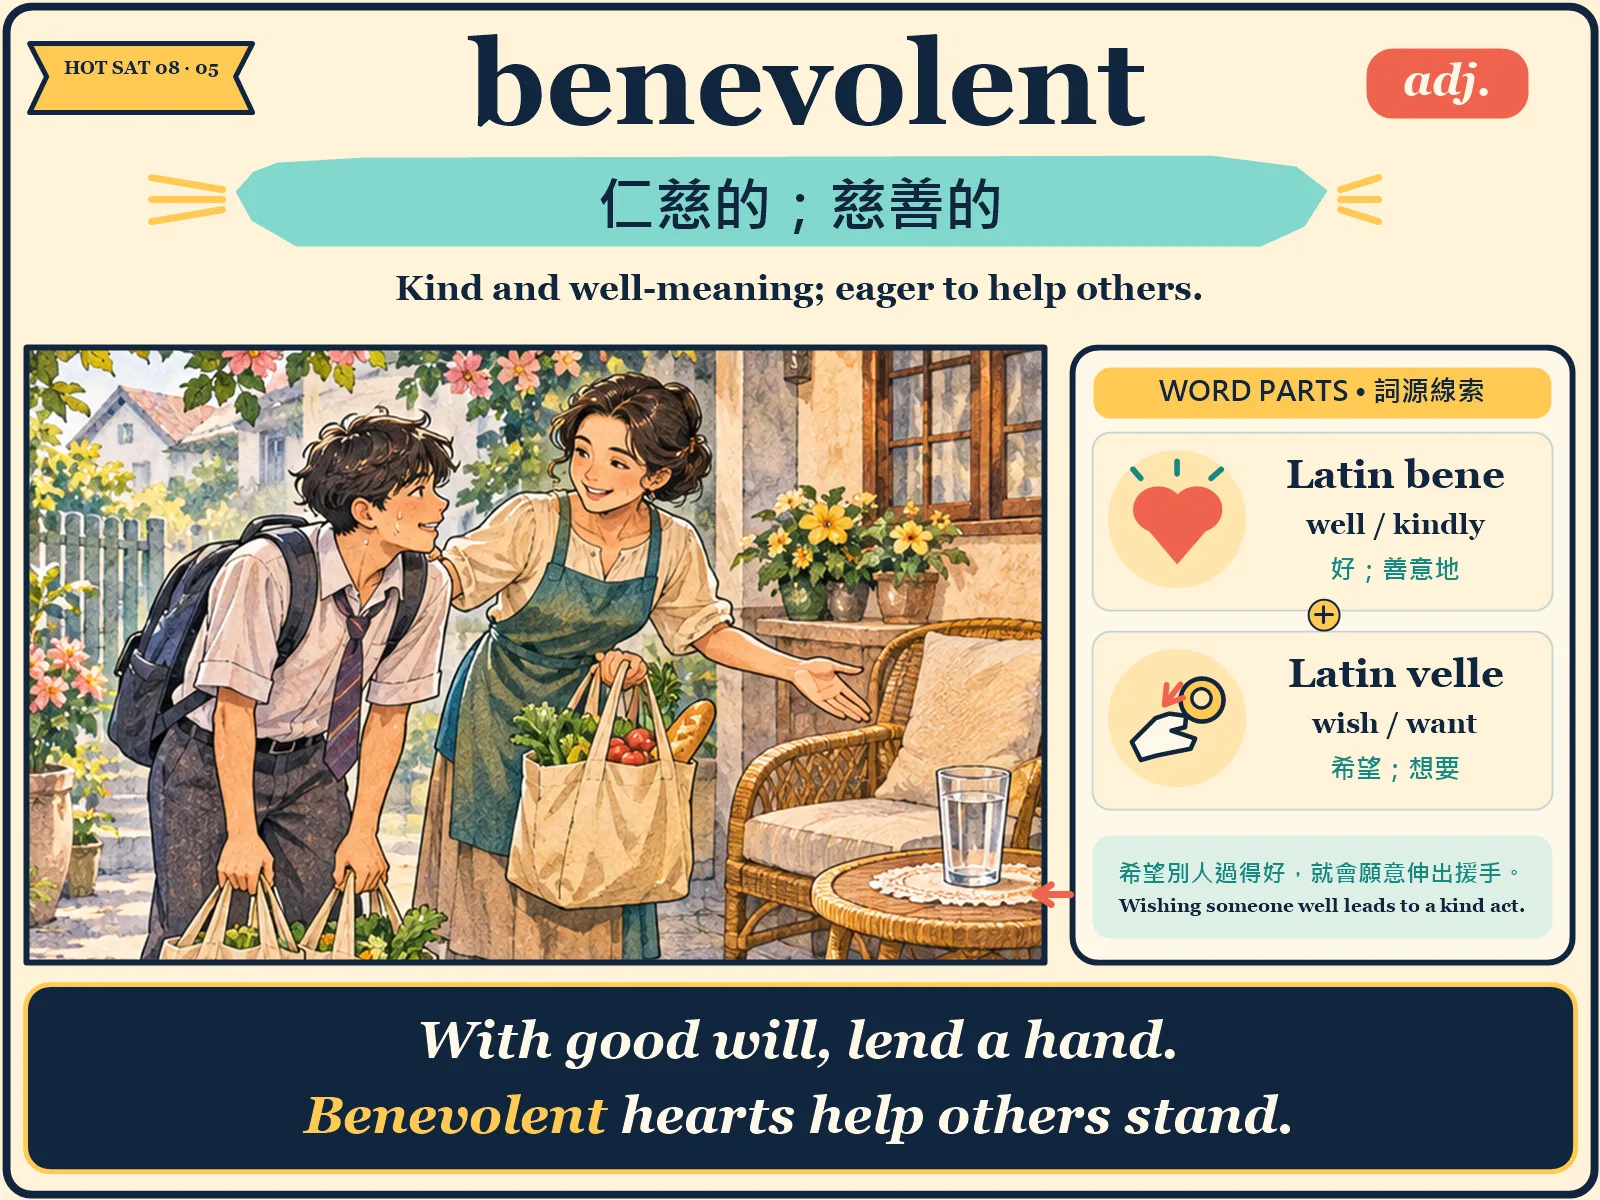 HOT SAT 08 · 05
benevolent
adj.
仁慈的；慈善的
Kind and well-meaning; eager to help others.
WORD PARTS • 詞源線索
Latin bene
well / kindly
好；善意地
+
Latin velle
wish / want
希望；想要
希望別人過得好，就會願意伸出援手。
Wishing someone well leads to a kind act.
With good will, lend a hand.
Benevolent hearts help others stand.